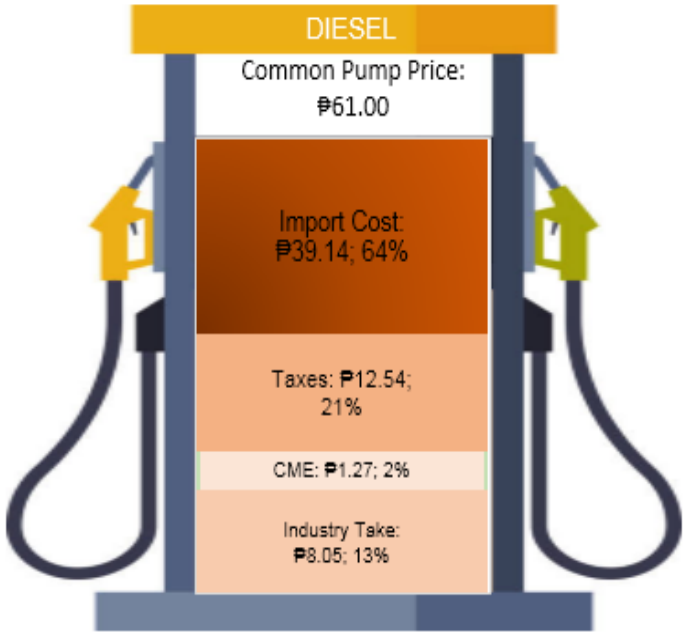 DIESEL
Common Pump Price:
₱61.00
Import Cost:
₱39.14; 64%
Taxes: ₱12.54;
21%
CME: ₱1.27; 2%
Industry Take:
₱8.05; 13%